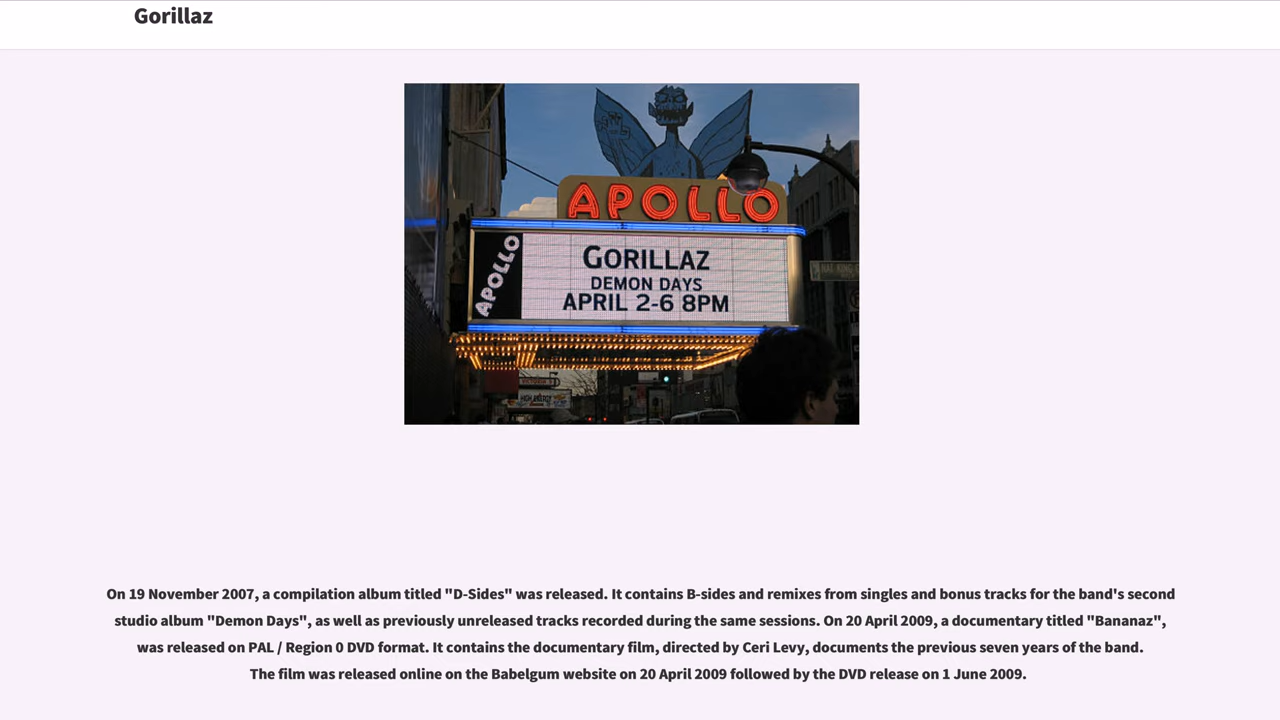 Gorillaz
APOLLO
APOLLO
GORILLAZ
DEMON DAYS
APRIL 2-6 8PM
On 19 November 2007, a compilation album titled "D-Sides" was released. It contains B-sides and remixes from singles and bonus tracks for the band's second
studio album "Demon Days", as well as previously unreleased tracks recorded during the same sessions. On 20 April 2009, a documentary titled "Bananaz",
was released on PAL / Region 0 DVD format. It contains the documentary film, directed by Ceri Levy, documents the previous seven years of the band.
The film was released online on the Babelgum website on 20 April 2009 followed by the DVD release on 1 June 2009.